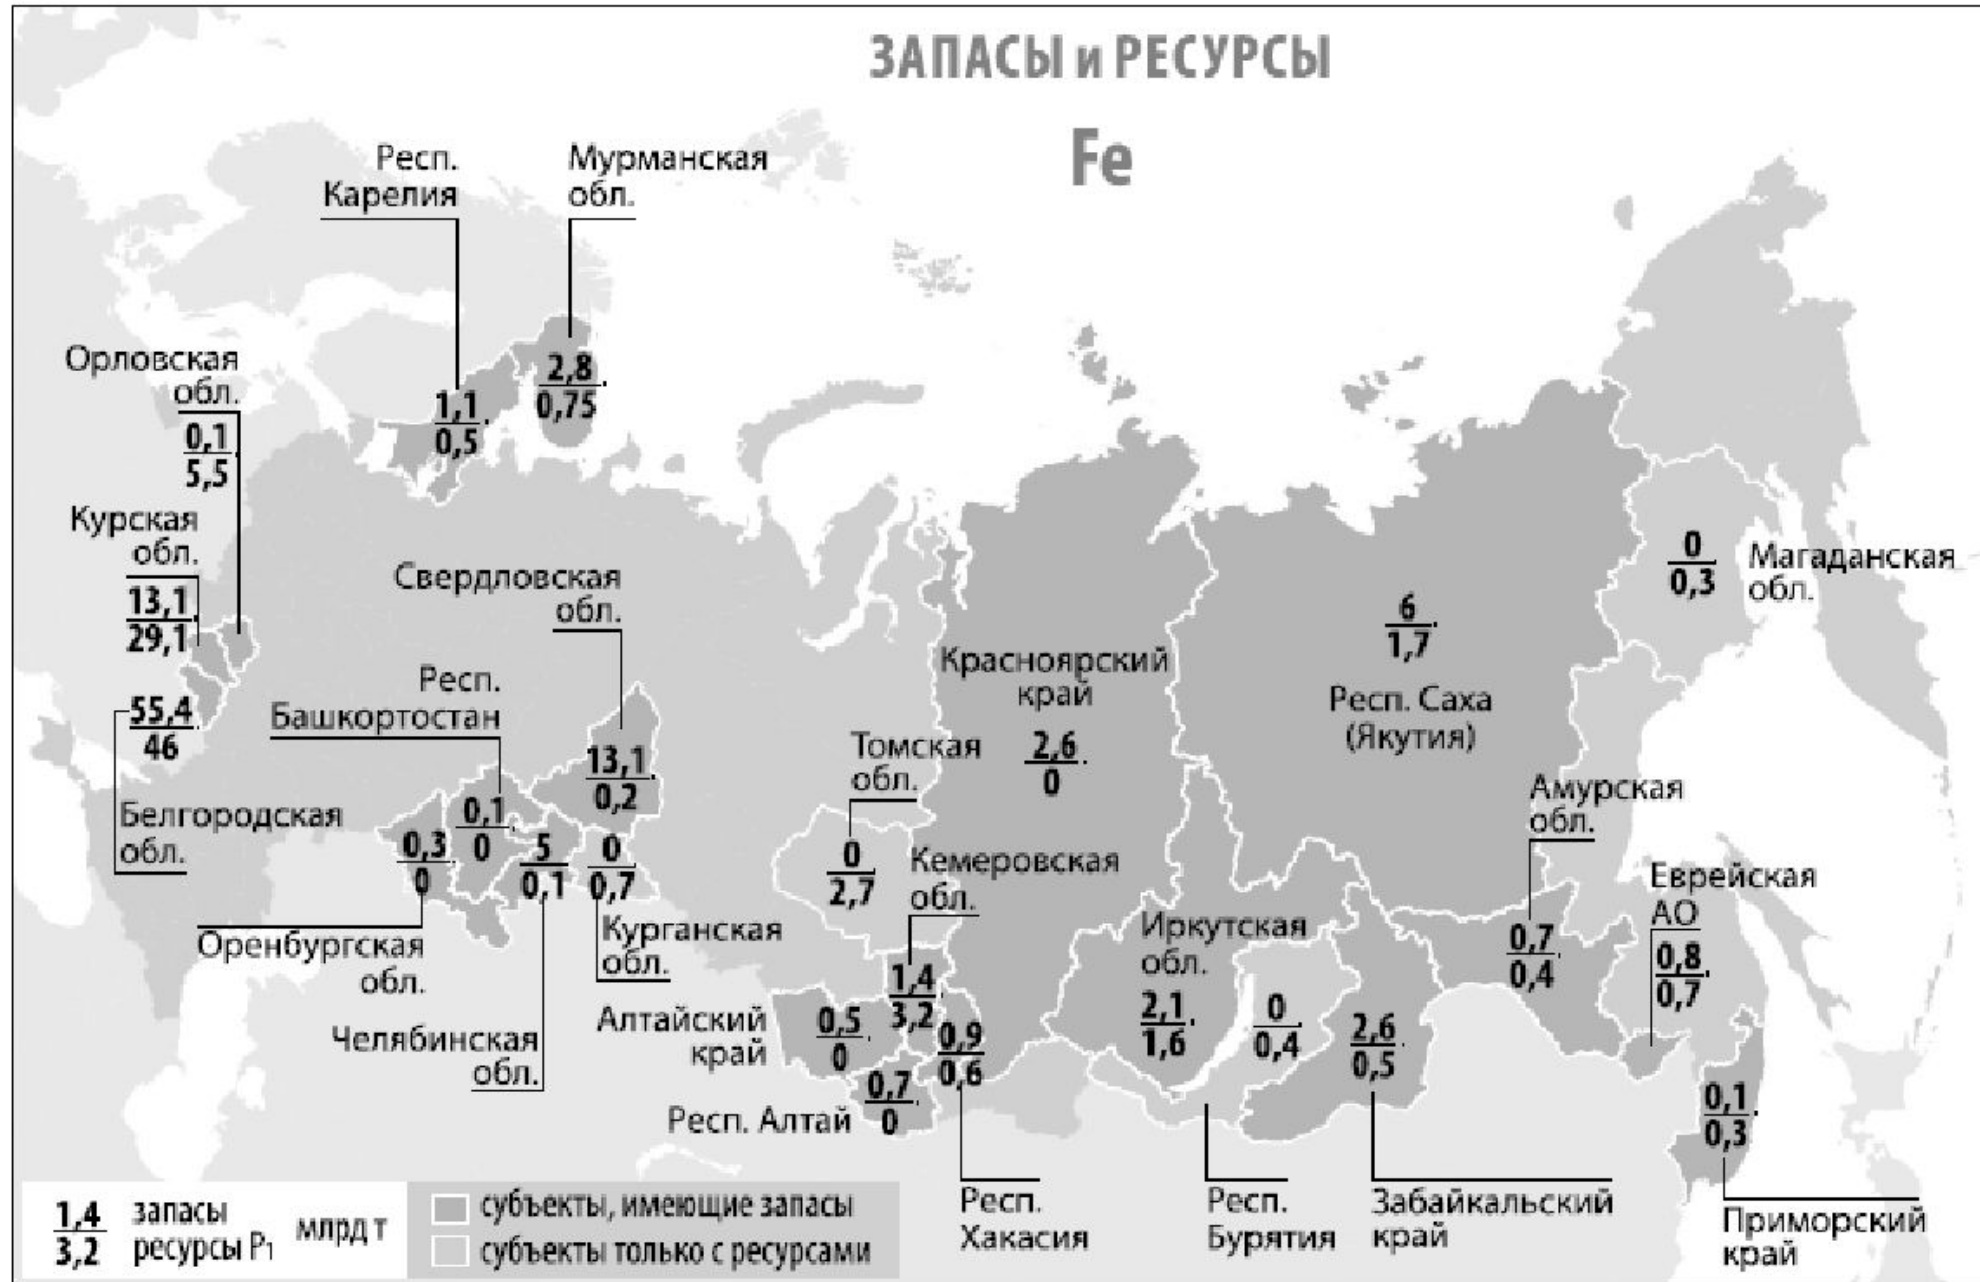 ЗАПАСЫ и РЕСУРСЫ
Fe
Респ.
Карелия
1,1
0,5
Мурманская
обл.
2,8
0,75
Орловская
обл.
0,1
5,5
Курская
обл.
13,1
29,1
55,4
46
Белгородская
обл.
Свердловская
обл.
13,1
0,2
Респ.
Башкортостан
0,1
0
0,3
0
Оренбургская
обл.
5
0,1
Челябинская
обл.
0
0,7
Курганская
обл.
Томская
обл.
0
2,7
Красноярский
край
2,6
0
6
1,7
Респ. Саха
(Якутия)
0
0,3
Магаданская
обл.
Кемеровская
обл.
1,4
3,2
Алтайский
край
0,5
0
Респ. Алтай
0,7
0
0,9
0,6
Респ.
Хакасия
Иркутская
обл.
2,1
1,6
0
0,4
Респ.
Бурятия
2,6
0,5
Забайкальский
край
Амурская
обл.
0,7
0,4
Еврейская
АО
0,8
0,7
0,1
0,3
Приморский
край
1,4
3,2
запасы
ресурсы P1
млрд т
субъекты, имеющие запасы
субъекты только с ресурсами